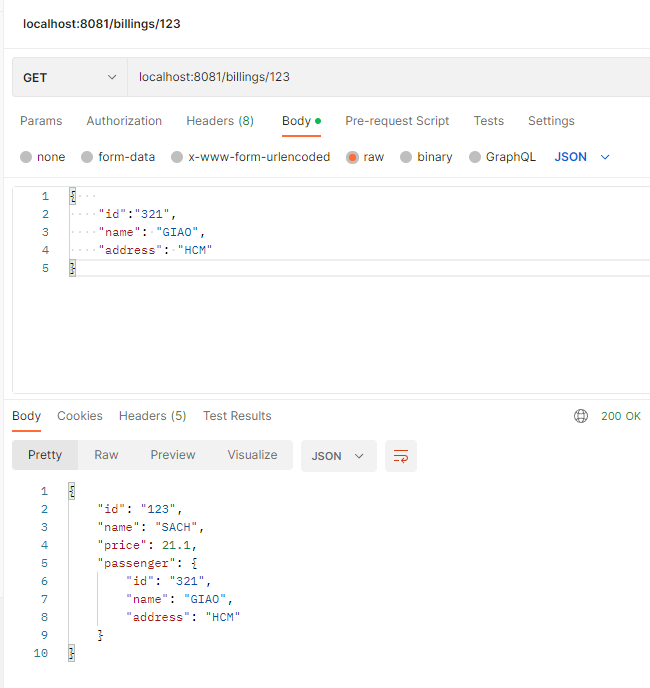 localhost:8081/billings/123
GET localhost:8081/billings/123
Params Authorization Headers (8) Body Pre-request Script Tests Settings
none form-data x-www-form-urlencoded raw binary GraphQL JSON
1 {
2 "id":"321",
3 "name": "GIAO",
4 "address": "HCM"
5 }
Body Cookies Headers (5) Test Results 200 OK
Pretty Raw Preview Visualize JSON
1 {
2 "id": "123",
3 "name": "SACH",
4 "price": 21.1,
5 "passenger": {
6 "id": "321",
7 "name": "GIAO",
8 "address": "HCM"
9 }
10 }